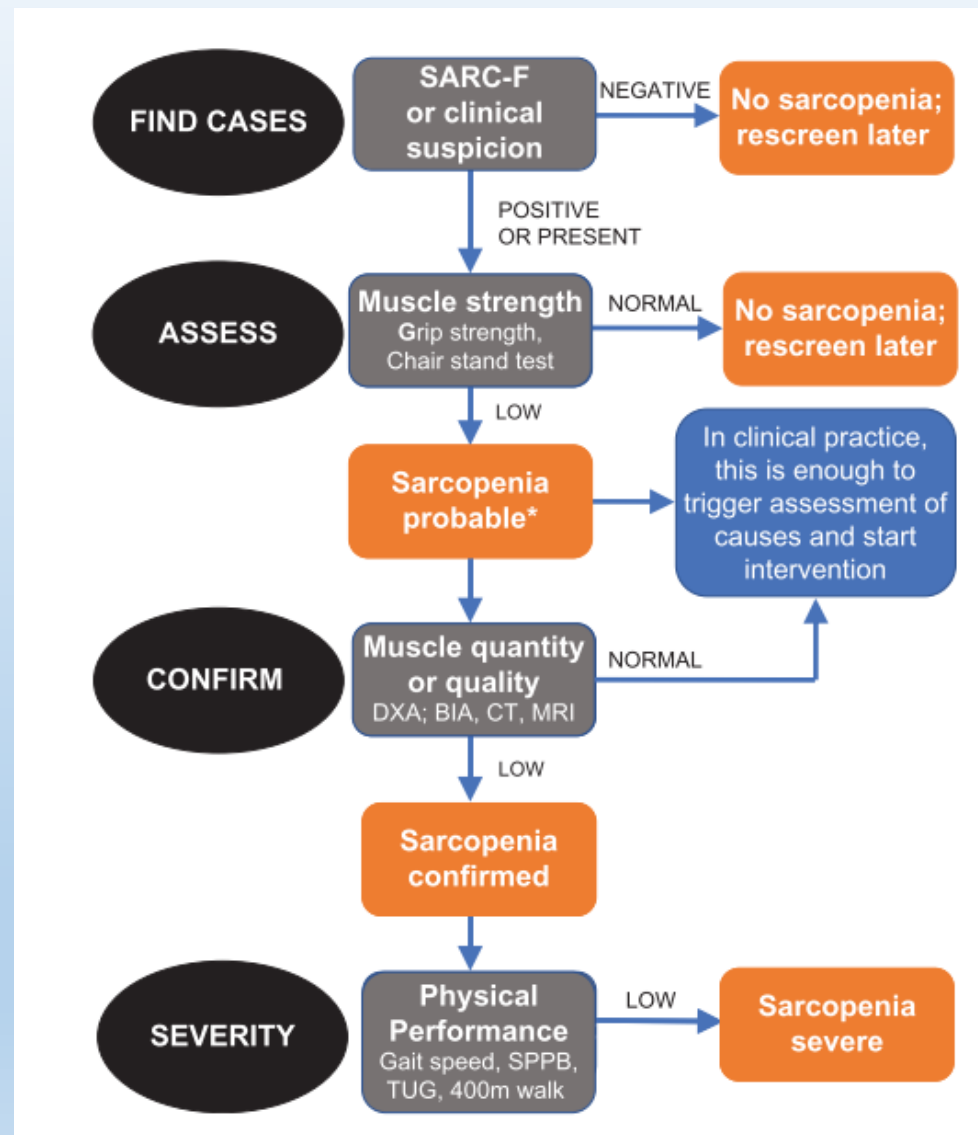 FIND CASES
SARC-F
or clinical
suspicion
NEGATIVE
No sarcopenia;
rescreen later
POSITIVE
OR PRESENT
ASSESS
Muscle strength
Grip strength,
Chair stand test
NORMAL
No sarcopenia;
rescreen later
LOW
Sarcopenia
probable*
In clinical practice,
this is enough to
trigger assessment of
causes and start
intervention
CONFIRM
Muscle quantity
or quality
DXA; BIA, CT, MRI
NORMAL
LOW
Sarcopenia
confirmed
SEVERITY
Physical
Performance
Gait speed, SPPB,
TUG, 400m walk
LOW
Sarcopenia
severe